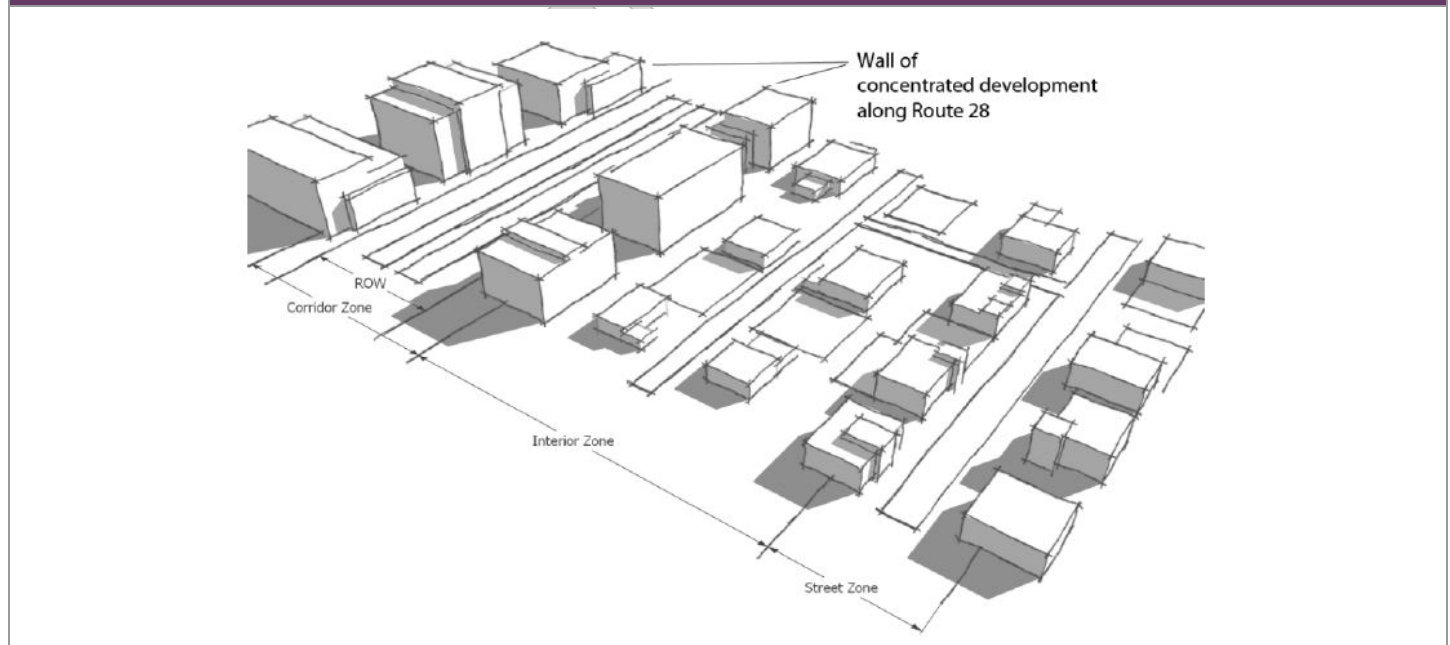 Wall of
concentrated development
along Route 28
ROW
Corridor Zone
Interior Zone
Street Zone